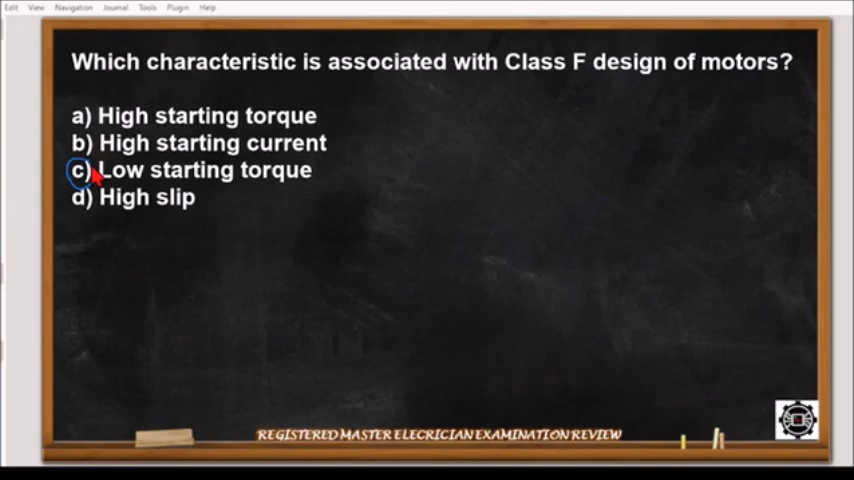 Edit View Navigation Journal Tools Plugin Help
Which characteristic is associated with Class F design of motors?
a) High starting torque
b) High starting current
c) Low starting torque
d) High slip
REGISTERED MASTER ELECRICIAN EXAMINATION REVIEW